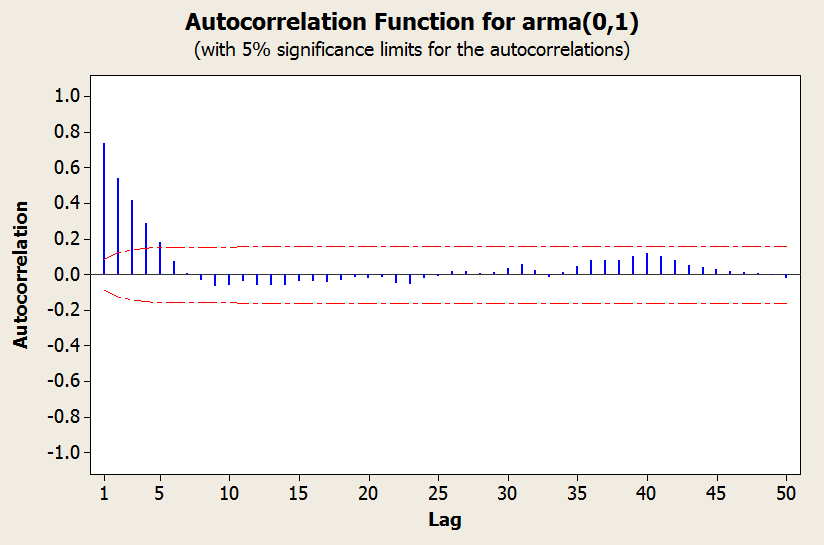 Autocorrelation Function for arma(0,1)
(with 5% significance limits for the autocorrelations)
1.0
0.8
0.6
0.4
0.2
0.0
-0.2
-0.4
-0.6
-0.8
-1.0
Autocorrelation
1 5 10 15 20 25 30 35 40 45 50
Lag